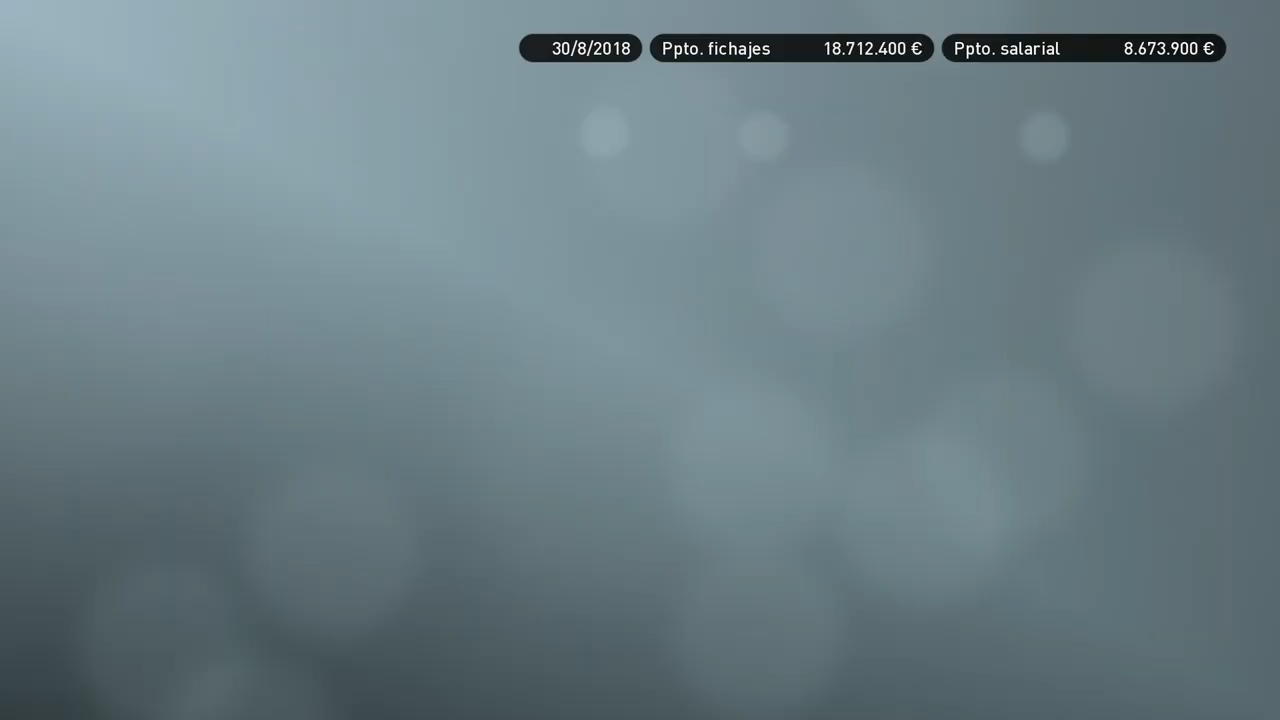 30/8/2018 Ppto. fichajes 18.712.400 € Ppto. salarial 8.673.900 €